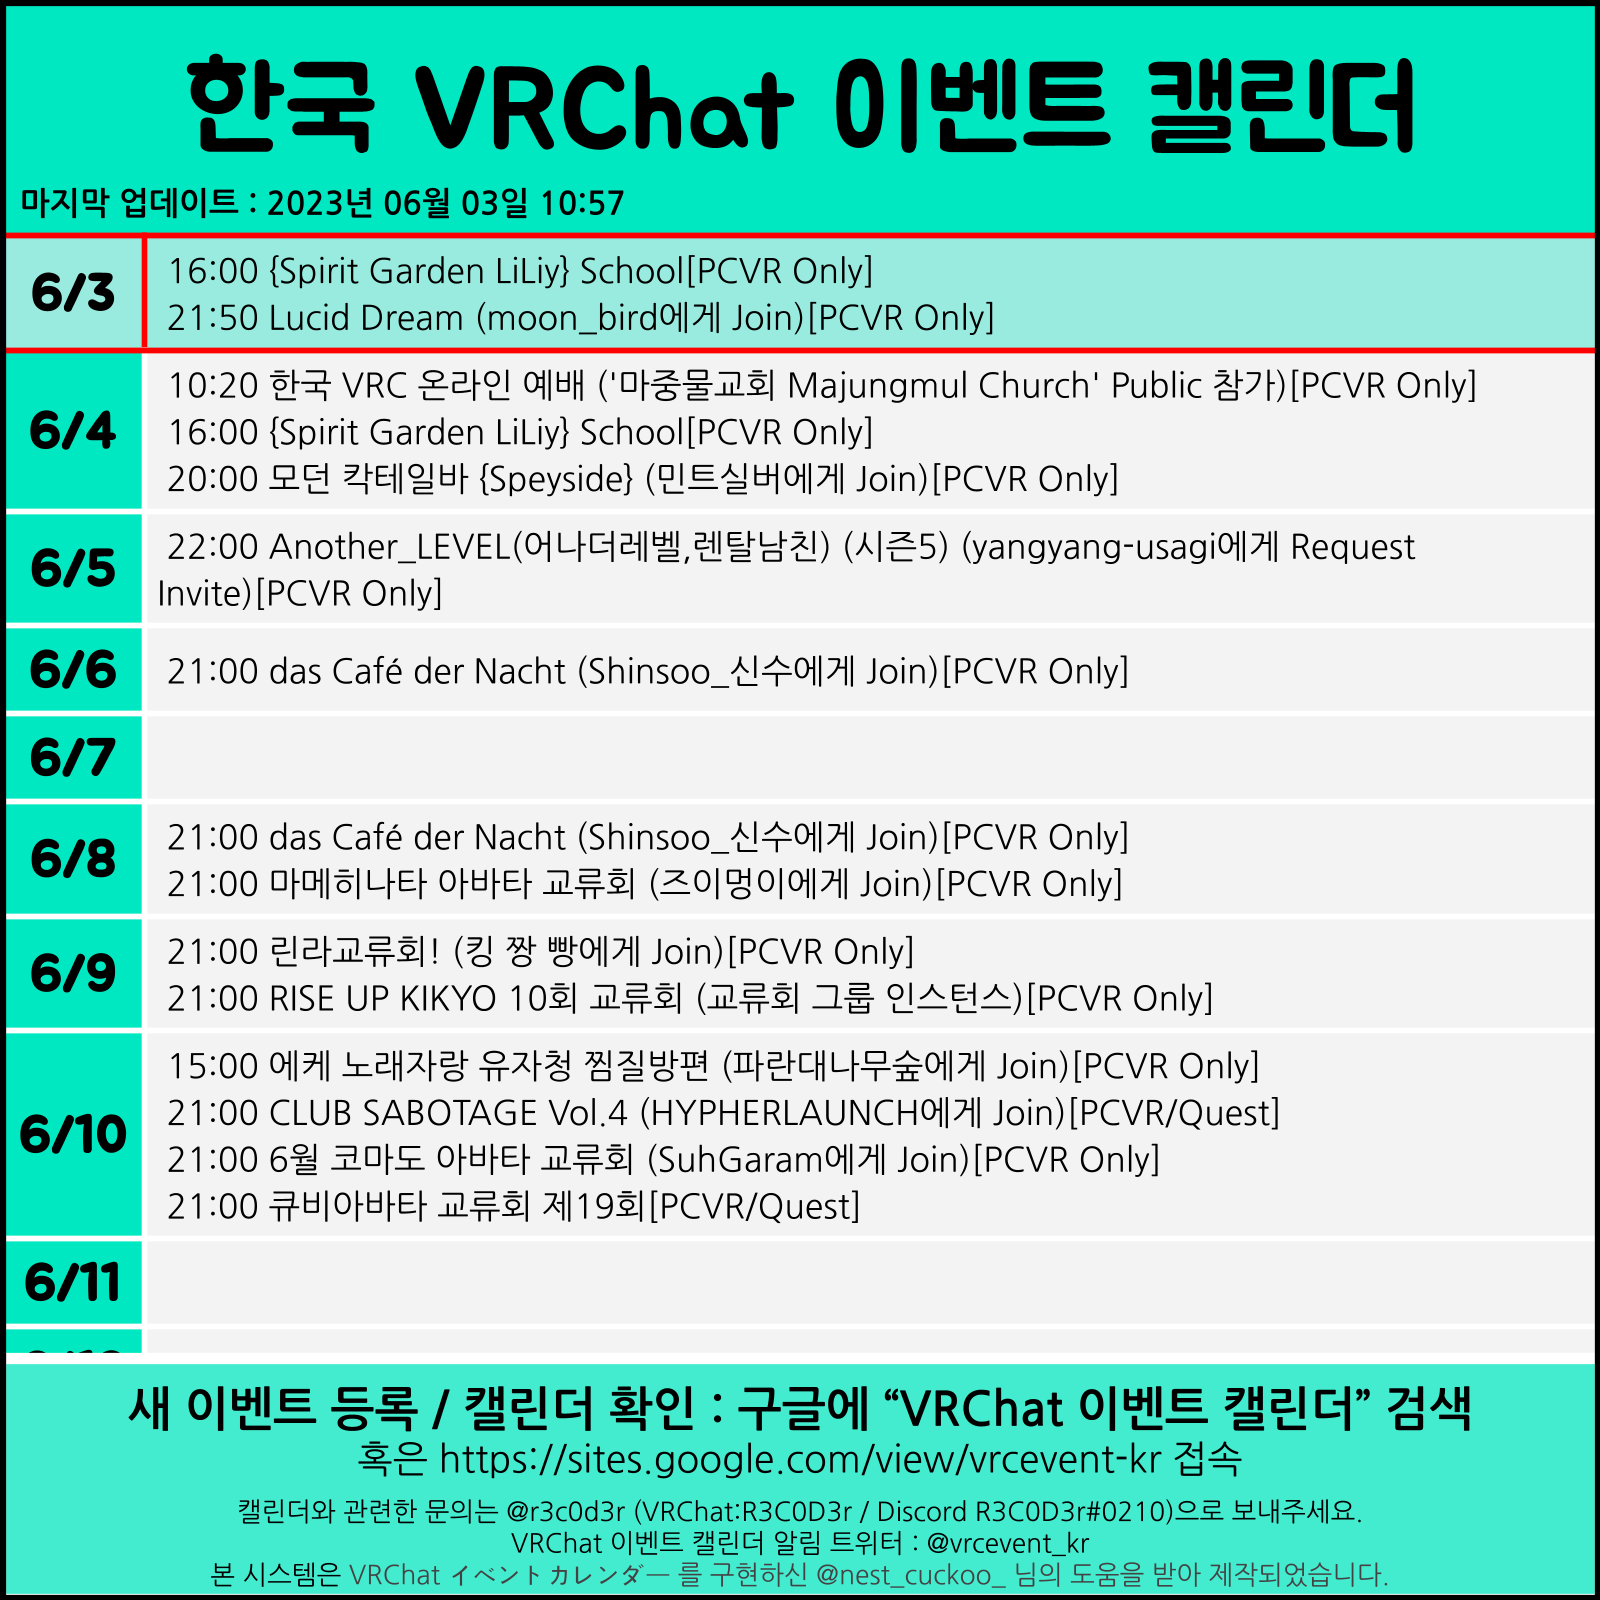 한국 VRChat 이벤트 캘린더
마지막 업데이트 : 2023년 06월 03일 10:57
6/3
16:00 {Spirit Garden LiLiy} School[PCVR Only]
21:50 Lucid Dream (moon_bird에게 Join)[PCVR Only]
6/4
10:20 한국 VRC 온라인 예배 ('마중물교회 Majungmul Church' Public 참가)[PCVR Only]
16:00 {Spirit Garden LiLiy} School[PCVR Only]
20:00 모던 칵테일바 {Speyside} (민트실버에게 Join)[PCVR Only]
6/5
22:00 Another_LEVEL(어나더레벨,렌탈남친) (시즌5) (yangyang-usagi에게 Request
Invite)[PCVR Only]
6/6
21:00 das Café der Nacht (Shinsoo_신수에게 Join)[PCVR Only]
6/7
6/8
21:00 das Café der Nacht (Shinsoo_신수에게 Join)[PCVR Only]
21:00 마메히나타 아바타 교류회 (즈이멍이에게 Join)[PCVR Only]
6/9
21:00 린라교류회! (킹 짱 빵에게 Join)[PCVR Only]
21:00 RISE UP KIKYO 10회 교류회 (교류회 그룹 인스턴스)[PCVR Only]
6/10
15:00 에케 노래자랑 유자청 찜질방편 (파란대나무숲에게 Join)[PCVR Only]
21:00 CLUB SABOTAGE Vol.4 (HYPHERLAUNCH에게 Join)[PCVR/Quest]
21:00 6월 코마도 아바타 교류회 (SuhGaram에게 Join)[PCVR Only]
21:00 큐비아바타 교류회 제19회[PCVR/Quest]
6/11
새 이벤트 등록 / 캘린더 확인 : 구글에 “VRChat 이벤트 캘린더” 검색
혹은 https://sites.google.com/view/vrcevent-kr 접속
캘린더와 관련한 문의는 @r3c0d3r (VRChat:R3C0D3r / Discord R3C0D3r#0210)으로 보내주세요.
VRChat 이벤트 캘린더 알림 트위터 : @vrcevent_kr
본 시스템은 VRChat イベントカレンダー 를 구현하신 @nest_cuckoo_ 님의 도움을 받아 제작되었습니다.